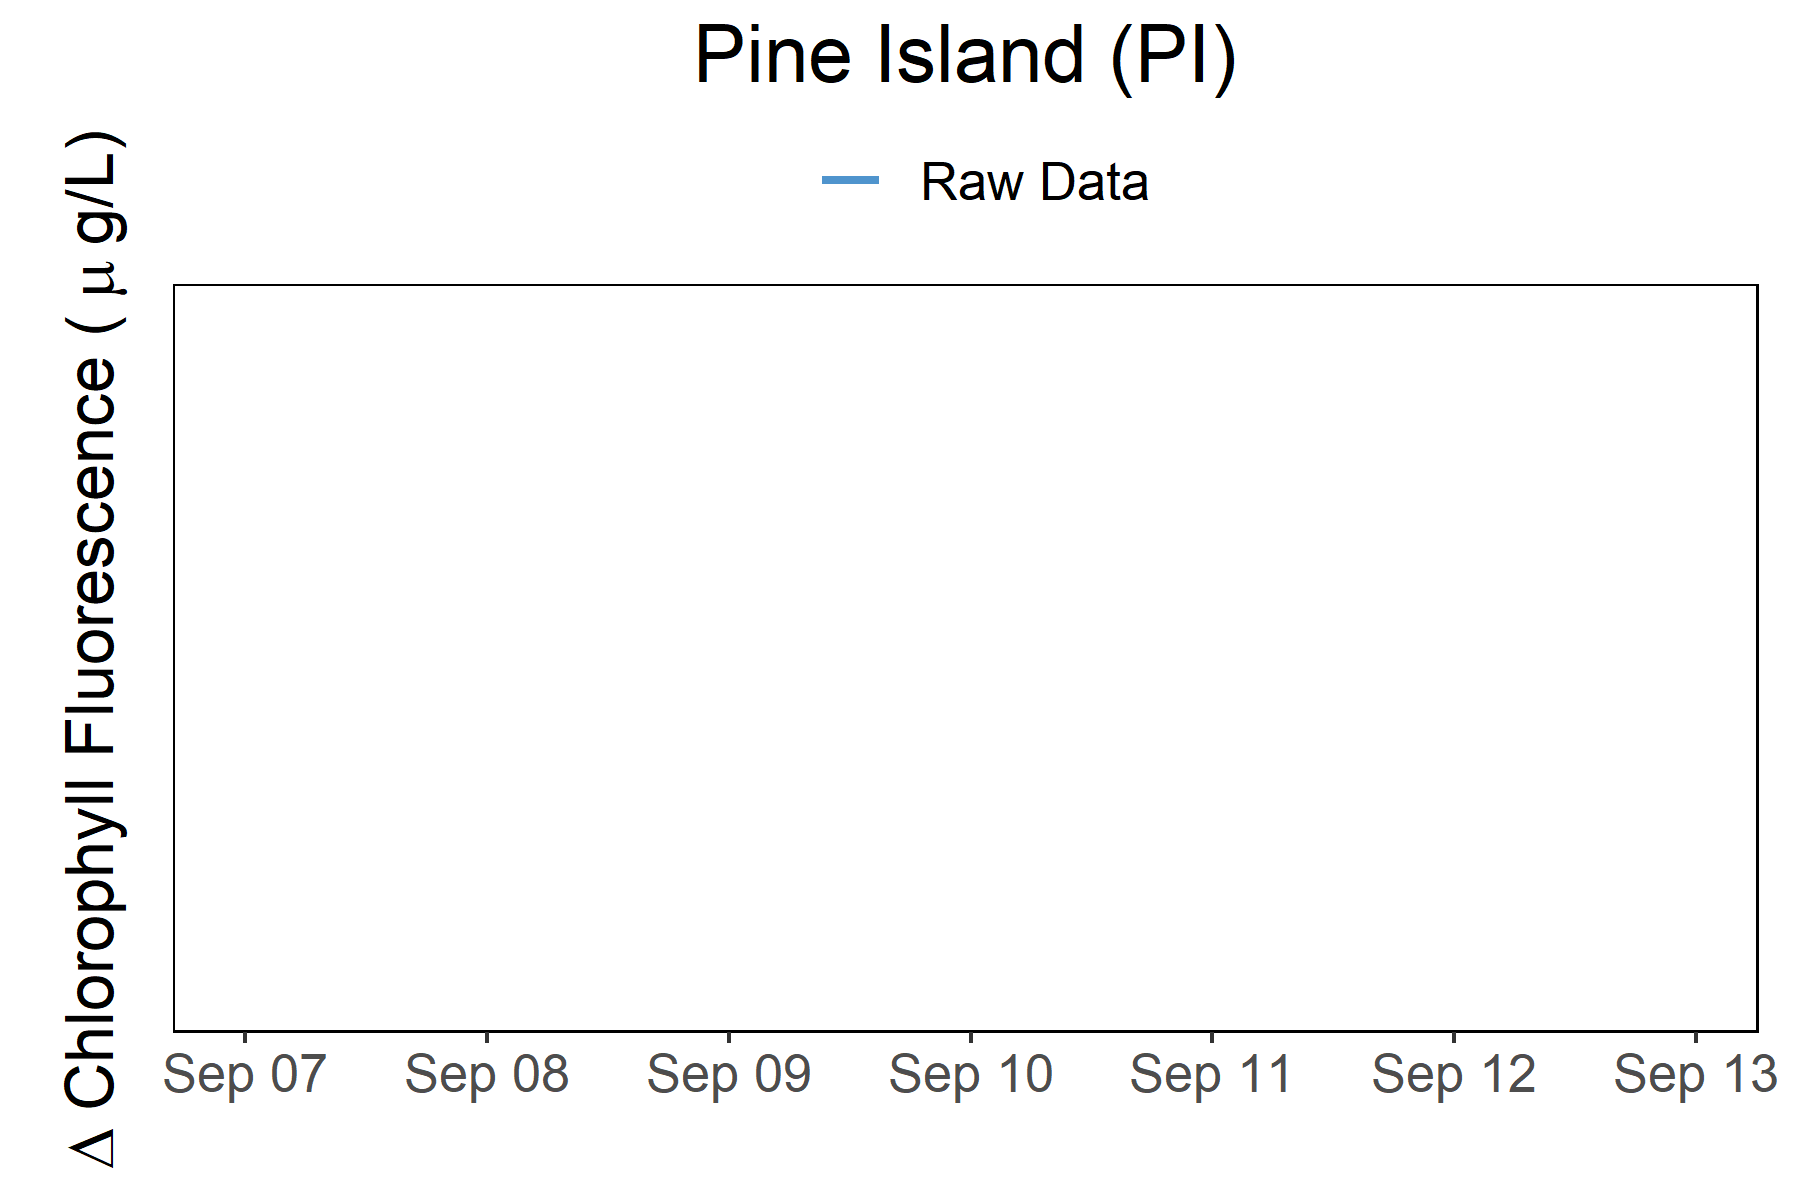 Pine Island (PI)
Raw Data
Δ Chlorophyll Fluorescence ( μ g/L)
Sep 07 Sep 08 Sep 09 Sep 10 Sep 11 Sep 12 Sep 13